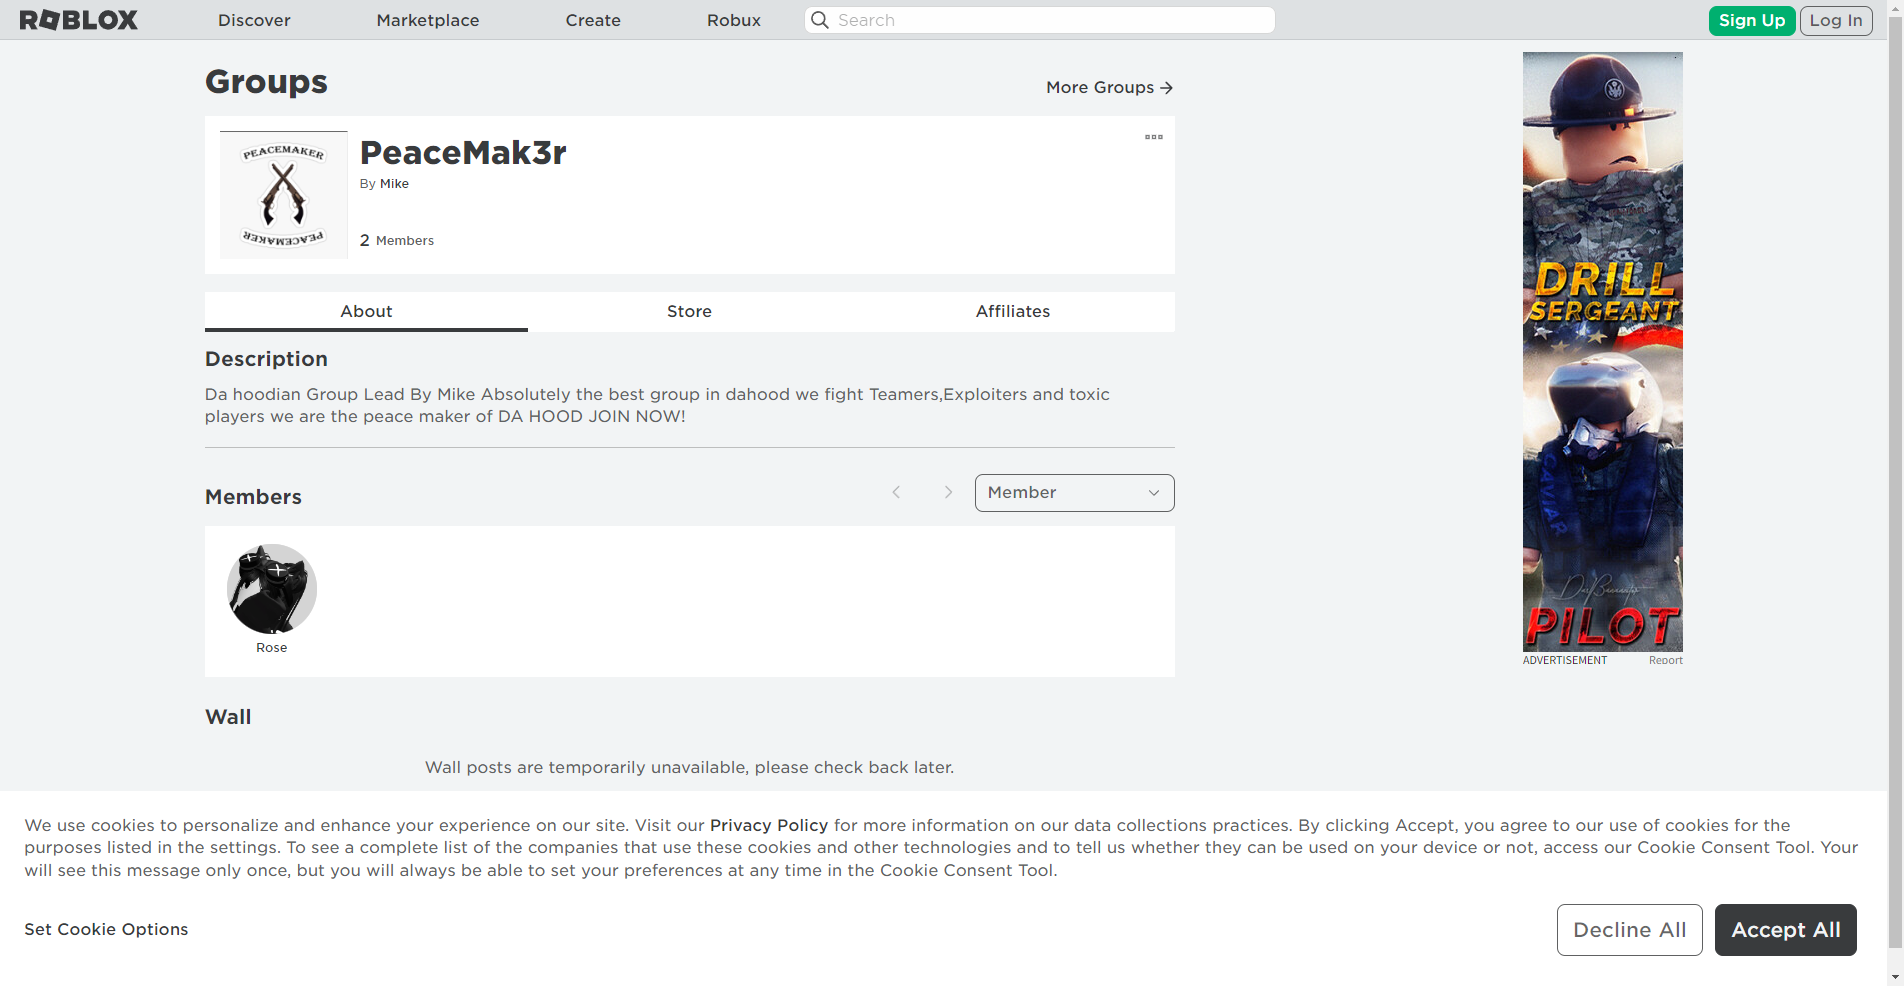 ROBLOX
Discover
Marketplace
Create
Robux
Search
Sign Up
Log In
Groups
More Groups
PEACEMAKER
PEACEMAKER
PeaceMak3r
By Mike
2 Members
About
Store
Affiliates
Description
Da hoodian Group Lead By Mike Absolutely the best group in dahood we fight Teamers,Exploiters and toxic
players we are the peace maker of DA HOOD JOIN NOW!
Members
Member
Rose
Wall
Wall posts are temporarily unavailable, please check back later.
DRILL
SERGEANT
CAVIAR
PILOT
ADVERTISEMENT
Report
We use cookies to personalize and enhance your experience on our site. Visit our Privacy Policy for more information on our data collections practices. By clicking Accept, you agree to our use of cookies for the
purposes listed in the settings. To see a complete list of the companies that use these cookies and other technologies and to tell us whether they can be used on your device or not, access our Cookie Consent Tool. Your
will see this message only once, but you will always be able to set your preferences at any time in the Cookie Consent Tool.
Set Cookie Options
Decline All
Accept All